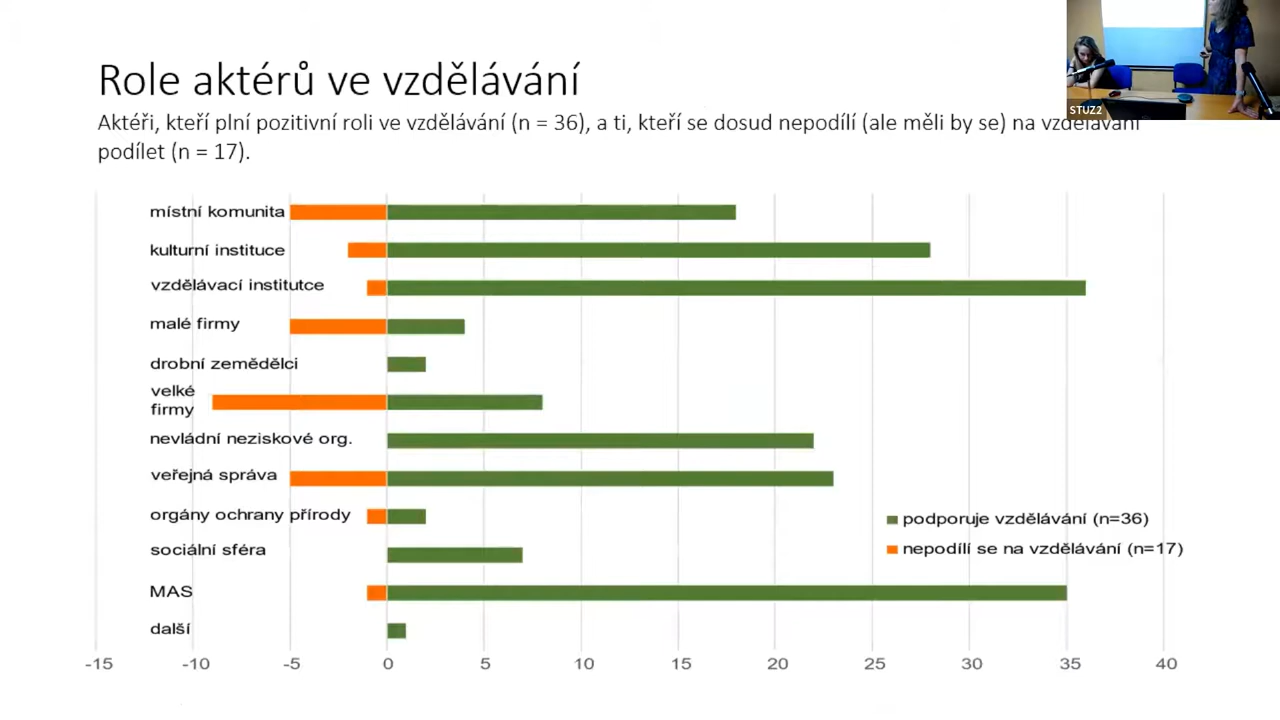 Role aktérů ve vzdělávání
Aktéři, kteří plní pozitivní roli ve vzdělávání (n = 36), a ti, kteří se dosud nepodílí (ale měli by se) na vzdělávání
podílet (n = 17).
STUZ2
místní komunita
kulturní instituce
vzdělávací institutce
malé firmy
drobní zemědělci
velké
firmy
nevládní neziskové org.
veřejná správa
orgány ochrany přírody
podporuje vzdělávání (n=36)
sociální sféra
nepodílí se na vzdělávání (n=17)
MAS
další
-15 -10 -5 0 5 10 15 20 25 30 35 40